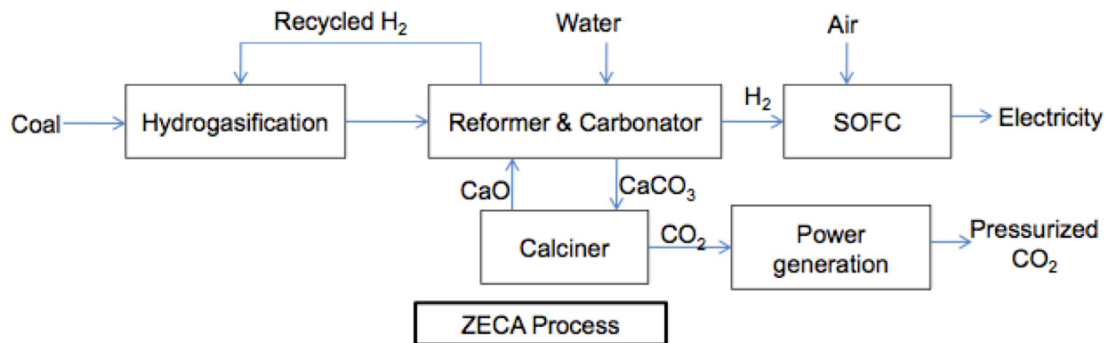 Recycled H₂
Water
Air
Coal
Hydrogasification
Reformer & Carbonator
H₂
SOFC
Electricity
CaO
CaCO₃
Calciner
CO₂
Power
generation
Pressurized
CO₂
ZECA Process